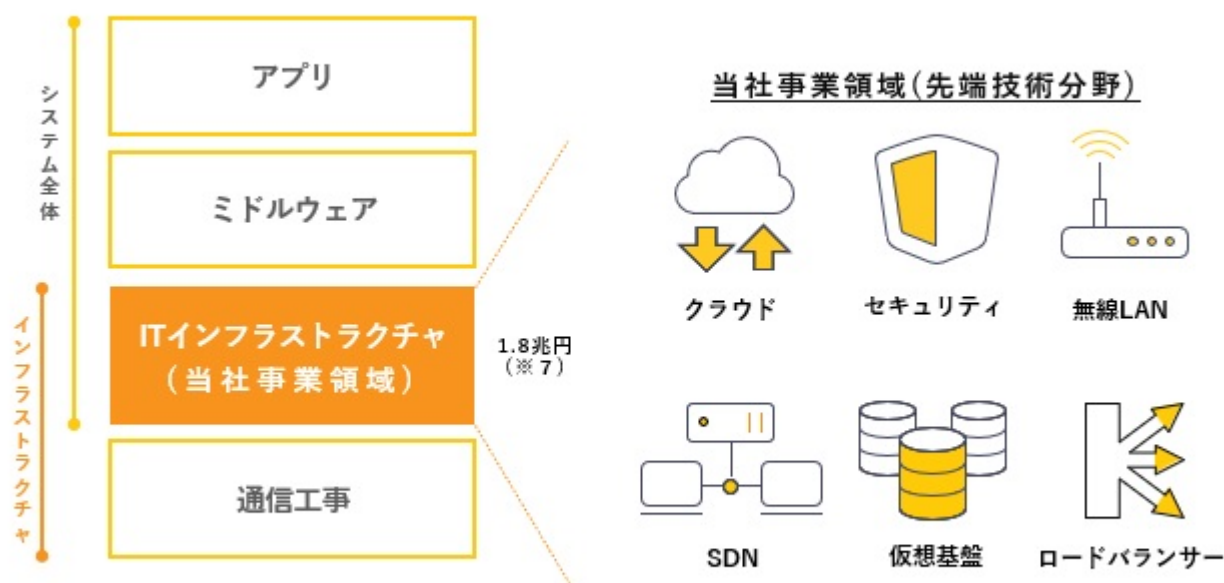 システム全体
インフラストラクチャ
アプリ
ミドルウェア
ITインフラストラクチャ
(当社事業領域)
通信工事
1.8兆円
(※7)
当社事業領域(先端技術分野)
クラウド
セキュリティ
無線LAN
SDN
仮想基盤
ロードバランサー